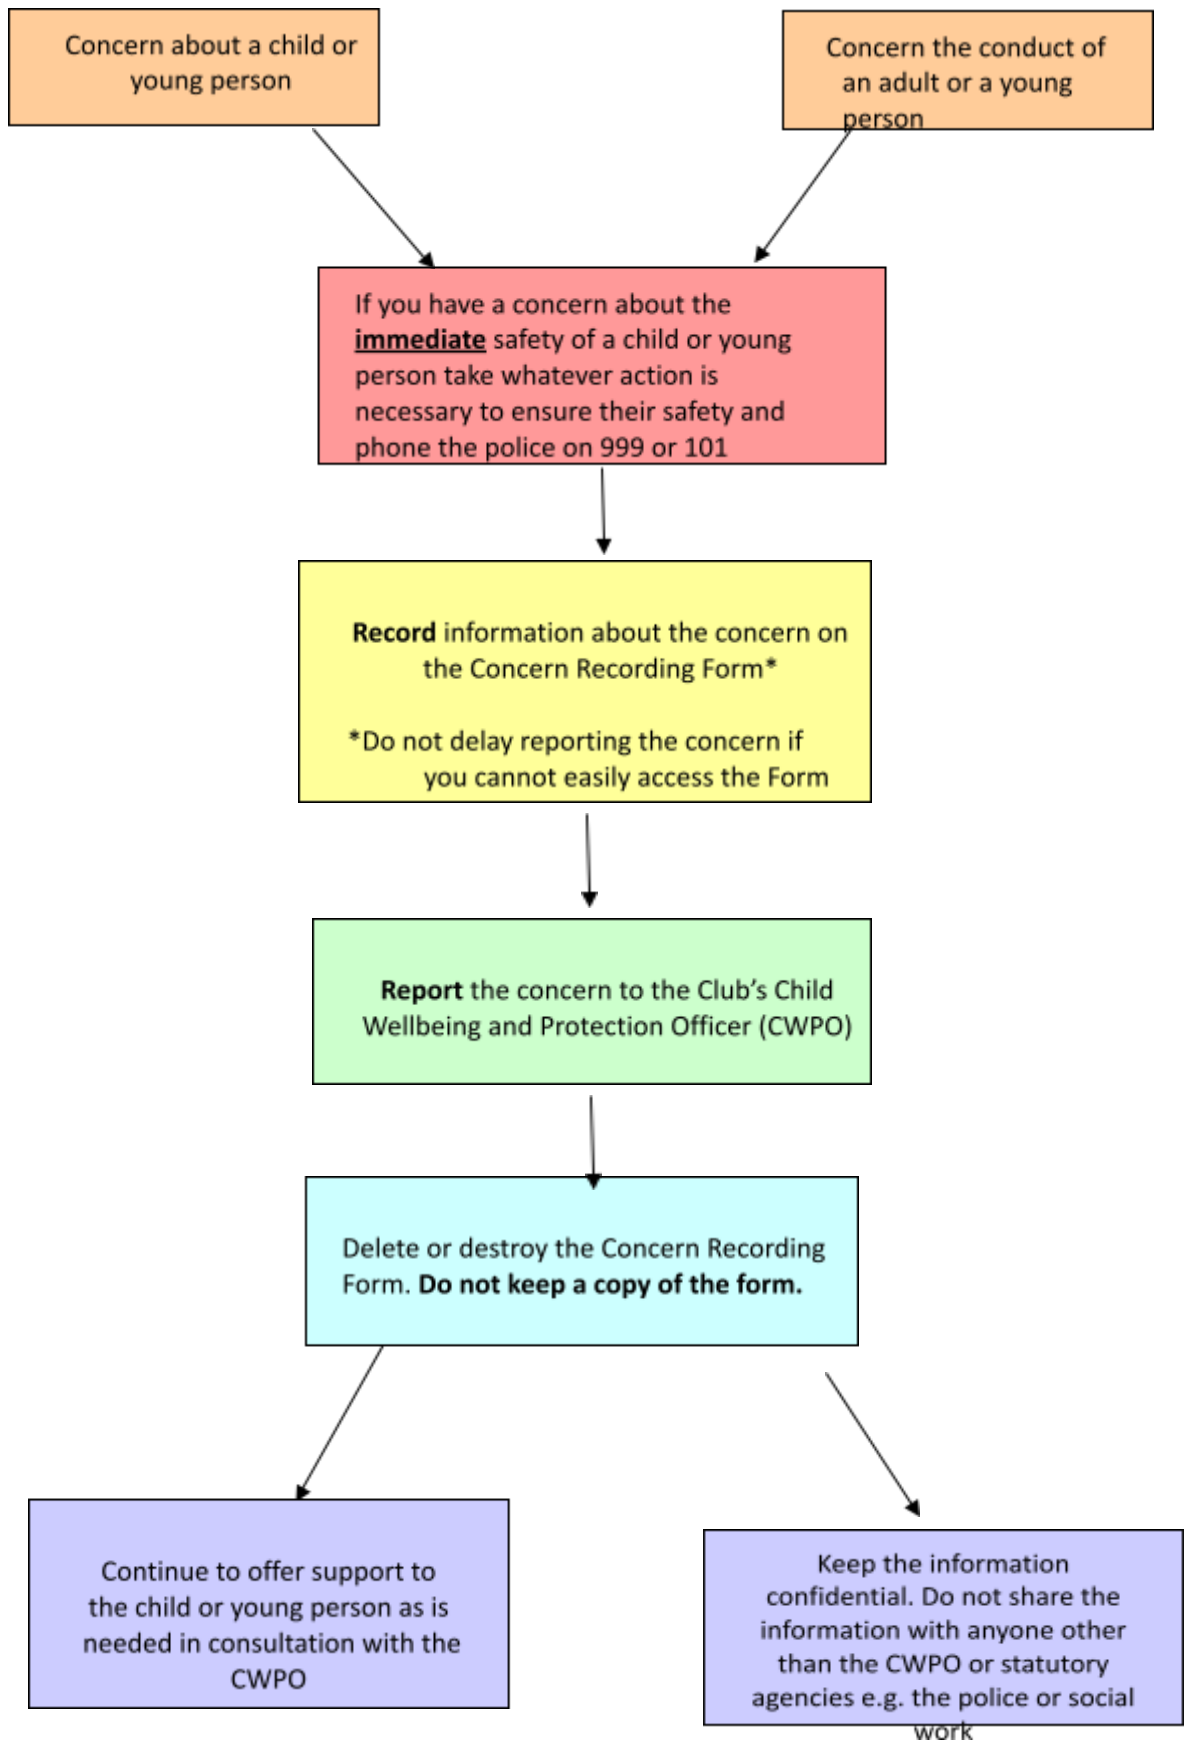 Concern about a child or
young person
Concern the conduct of
an adult or a young
person
If you have a concern about the
immediate safety of a child or young
person take whatever action is
necessary to ensure their safety and
phone the police on 999 or 101
Record information about the concern on
the Concern Recording Form*
*Do not delay reporting the concern if
you cannot easily access the Form
Report the concern to the Club’s Child
Wellbeing and Protection Officer (CWPO)
Delete or destroy the Concern Recording
Form. Do not keep a copy of the form.
Continue to offer support to
the child or young person as is
needed in consultation with the
CWPO
Keep the information
confidential. Do not share the
information with anyone other
than the CWPO or statutory
agencies e.g. the police or social
work